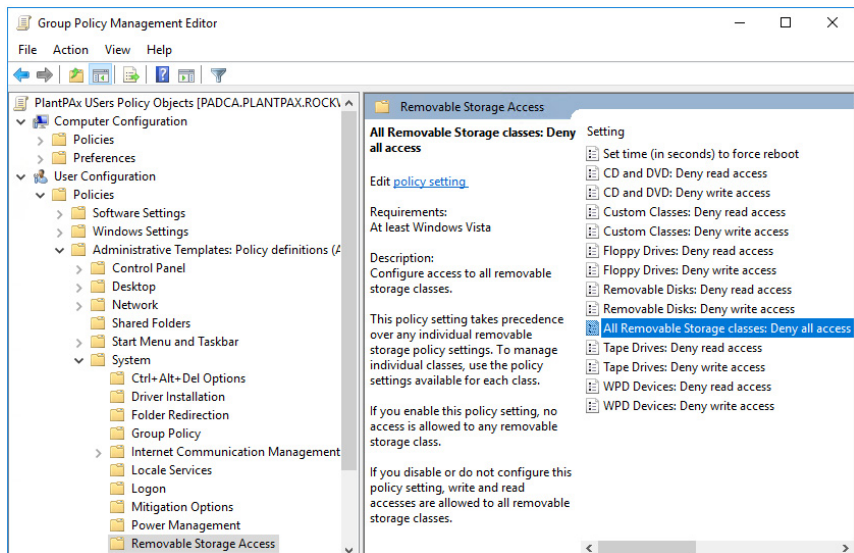 Group Policy Management Editor
File Action View Help
PlantPAx USers Policy Objects [PADCA.PLANTPAX.ROCKW
Computer Configuration
Policies
Preferences
User Configuration
Policies
Software Settings
Windows Settings
Administrative Templates: Policy definitions (A
Control Panel
Desktop
Network
Shared Folders
Start Menu and Taskbar
System
Ctrl+Alt+Del Options
Driver Installation
Folder Redirection
Group Policy
Internet Communication Management
Locale Services
Logon
Mitigation Options
Power Management
Removable Storage Access
Removable Storage Access
All Removable Storage classes: Deny
all access
Edit policy setting
Requirements:
At least Windows Vista
Description:
Configure access to all removable
storage classes.
This policy setting takes precedence
over any individual removable
storage policy settings. To manage
individual classes, use the policy
settings available for each class.
If you enable this policy setting, no
access is allowed to any removable
storage class.
If you disable or do not configure this
policy setting, write and read
accesses are allowed to all removable
storage classes.
Setting
Set time (in seconds) to force reboot
CD and DVD: Deny read access
CD and DVD: Deny write access
Custom Classes: Deny read access
Custom Classes: Deny write access
Floppy Drives: Deny read access
Floppy Drives: Deny write access
Removable Disks: Deny read access
Removable Disks: Deny write access
All Removable Storage classes: Deny all access
Tape Drives: Deny read access
Tape Drives: Deny write access
WPD Devices: Deny read access
WPD Devices: Deny write access